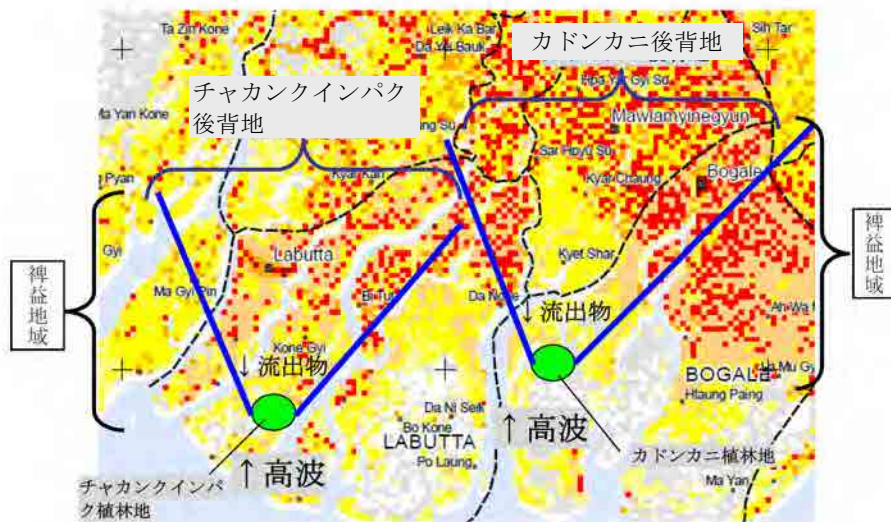 Ta Zin Kone
Leik Ka Bar
Da Yei Bauk
Sih Tar
カドンカニ後背地
チャカンクインパク
後背地
Hpa Yar Gyi Su
Ma Yan Kone
Mawlamyinegyun
Sar Hpyu Su
Kyar Kan
Kyar Chaung
Bogale
Pyan
Gyi
裨益地域
裨益地域
Labutta
Kyet Shar
Ma Gyi Pin
Bi Tut
Da None
↓流出物
Kone Gyi
↓流出物
BOGALE
Hlaung Paing
Da Ni Seik
Bo Kone
LABUTTA
Po Laung
↑高波
↑高波
カドンカニ植林地
Ma Yan
チャカンクインパ
ク植林地